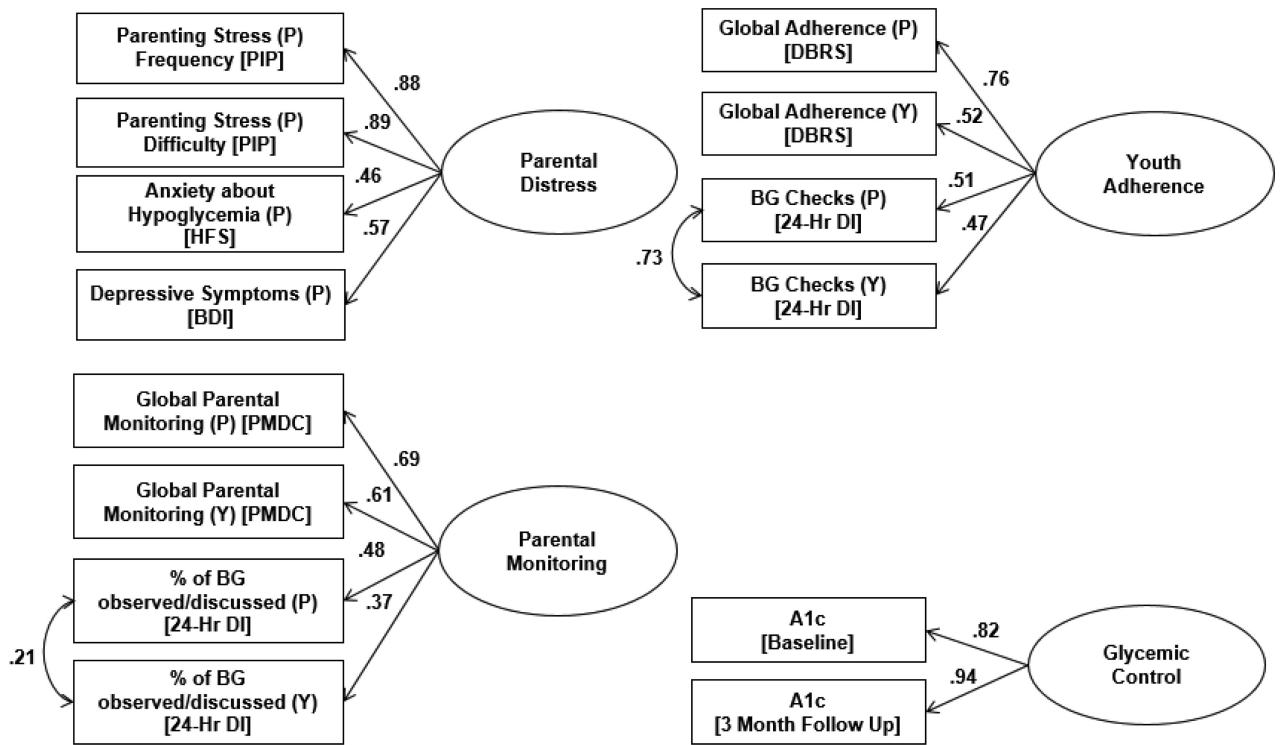 Parenting Stress (P)
Frequency [PIP]
.88
Parenting Stress (P)
Difficulty [PIP]
.89
Anxiety about
Hypoglycemia (P)
[HFS]
.46
Depressive Symptoms (P)
[BDI]
.57
Parental
Distress
Global Adherence (P)
[DBRS]
.76
Global Adherence (Y)
[DBRS]
.52
BG Checks (P)
[24-Hr DI]
.51
BG Checks (Y)
[24-Hr DI]
.47
.73
Youth
Adherence
Global Parental
Monitoring (P) [PMDC]
.69
Global Parental
Monitoring (Y) [PMDC]
.61
% of BG
observed/discussed (P)
[24-Hr DI]
.48
% of BG
observed/discussed (Y)
[24-Hr DI]
.37
.21
Parental
Monitoring
A1c
[Baseline]
.82
A1c
[3 Month Follow Up]
.94
Glycemic
Control